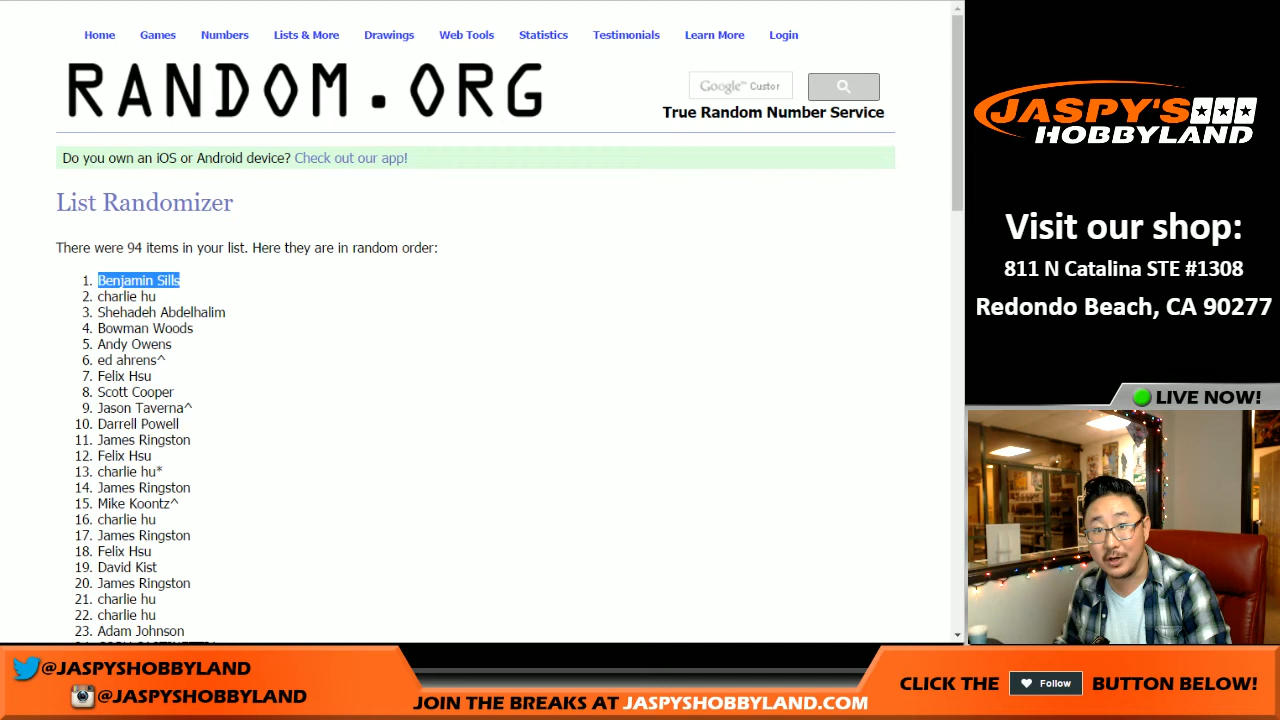 Home Games Numbers Lists & More Drawings Web Tools Statistics Testimonials Learn More Login
RANDOM.ORG
Google™ Custor
True Random Number Service
Do you own an iOS or Android device? Check out our app!
List Randomizer
There were 94 items in your list. Here they are in random order:
1. Benjamin Sills
2. charlie hu
3. Shehadeh Abdelhalim
4. Bowman Woods
5. Andy Owens
6. ed ahrens^
7. Felix Hsu
8. Scott Cooper
9. Jason Taverna^
10. Darrell Powell
11. James Ringston
12. Felix Hsu
13. charlie hu*
14. James Ringston
15. Mike Koontz^
16. charlie hu
17. James Ringston
18. Felix Hsu
19. David Kist
20. James Ringston
21. charlie hu
22. charlie hu
23. Adam Johnson
JASPY'S
HOBBYLAND
Visit our shop:
811 N Catalina STE #1308
Redondo Beach, CA 90277
LIVE NOW!
@JASPYSHOBBYLAND
@JASPYSHOBBYLAND
JOIN THE BREAKS AT JASPYSHOBBYLAND.COM
CLICK THE Follow BUTTON BELOW!